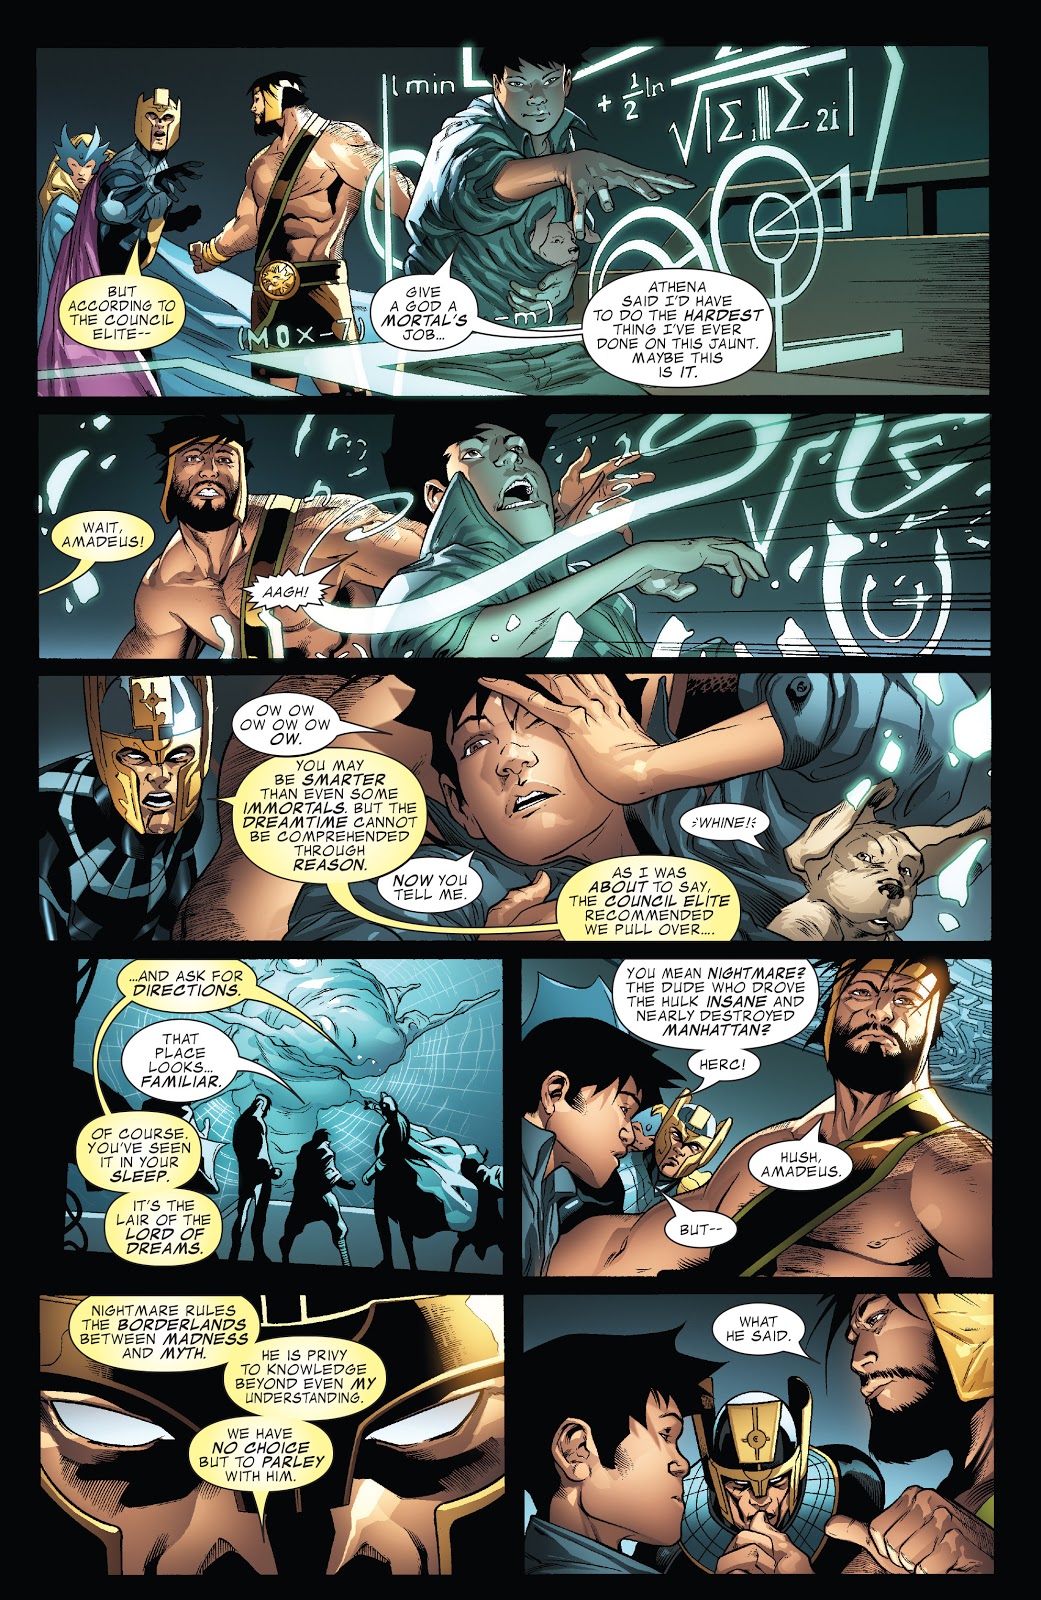 BUT
ACCORDING TO
THE COUNCIL
ELITE--
GIVE
A GOD A
MORTAL'S
JOB...
ATHENA
SAID I'D HAVE
TO DO THE HARDEST
THING I'VE EVER
DONE ON THIS JAUNT.
MAYBE THIS
IS IT.
lmin
+ 1/2 ln
√|Σi|||Σ2i|
(MOX-7)
-m)
WAIT,
AMADEUS!
AAGH!
OW OW
OW OW OW
OW.
YOU MAY
BE SMARTER
THAN EVEN SOME
IMMORTALS. BUT THE
DREAMTIME CANNOT
BE COMPREHENDED
THROUGH
REASON.
NOW YOU
TELL ME.
WHINE!
AS I WAS
ABOUT TO SAY,
THE COUNCIL ELITE
RECOMMENDED
WE PULL OVER....
...AND ASK FOR
DIRECTIONS.
THAT
PLACE
LOOKS...
FAMILIAR.
OF COURSE.
YOU'VE SEEN
IT IN YOUR
SLEEP.
IT'S THE
LAIR OF THE
LORD OF
DREAMS.
YOU MEAN NIGHTMARE?
THE DUDE WHO DROVE
THE HULK INSANE AND
NEARLY DESTROYED
MANHATTAN?
HERC!
HUSH,
AMADEUS.
BUT--
NIGHTMARE RULES
THE BORDERLANDS
BETWEEN MADNESS
AND MYTH.
HE IS PRIVY
TO KNOWLEDGE
BEYOND EVEN MY
UNDERSTANDING.
WE HAVE
NO CHOICE
BUT TO PARLEY
WITH HIM.
WHAT
HE SAID.